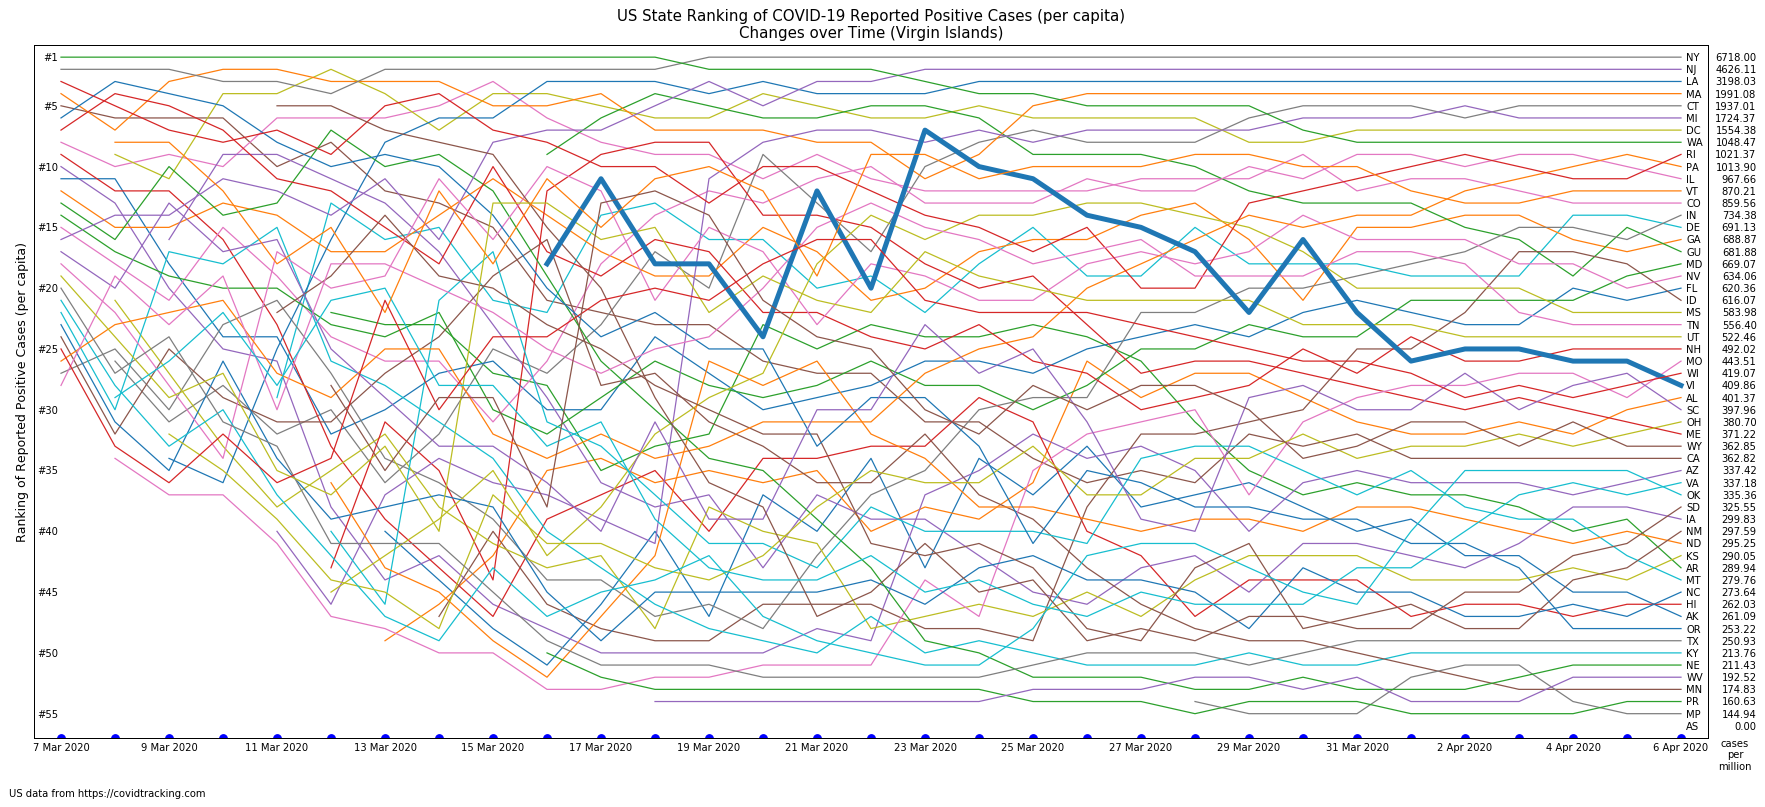 US State Ranking of COVID-19 Reported Positive Cases (per capita)
Changes over Time (Virgin Islands)
Ranking of Reported Positive Cases (per capita)
#1
#5
#10
#15
#20
#25
#30
#35
#40
#45
#50
#55
NY 6718.00
NJ 4626.11
LA 3198.03
MA 1991.08
CT 1937.01
MI 1724.37
DC 1554.38
WA 1048.47
RI 1021.37
PA 1013.90
IL 967.66
VT 870.21
CO 859.56
IN 734.38
DE 691.13
GA 688.87
GU 681.88
MD 669.07
NV 634.06
FL 620.36
ID 616.07
MS 583.98
TN 556.40
UT 522.46
NH 492.02
MO 443.51
WI 419.07
VI 409.86
AL 401.37
SC 397.96
OH 380.70
ME 371.22
WY 362.85
CA 362.82
AZ 337.42
VA 337.18
OK 335.36
SD 325.55
IA 299.83
NM 297.59
ND 295.25
KS 290.05
AR 289.94
MT 279.76
NC 273.64
HI 262.03
AK 261.09
OR 253.22
TX 250.93
KY 213.76
NE 211.43
WV 192.52
MN 174.83
PR 160.63
MP 144.94
AS 0.00
7 Mar 2020 9 Mar 2020 11 Mar 2020 13 Mar 2020 15 Mar 2020 17 Mar 2020 19 Mar 2020 21 Mar 2020 23 Mar 2020 25 Mar 2020 27 Mar 2020 29 Mar 2020 31 Mar 2020 2 Apr 2020 4 Apr 2020 6 Apr 2020
cases
per
million
US data from https://covidtracking.com